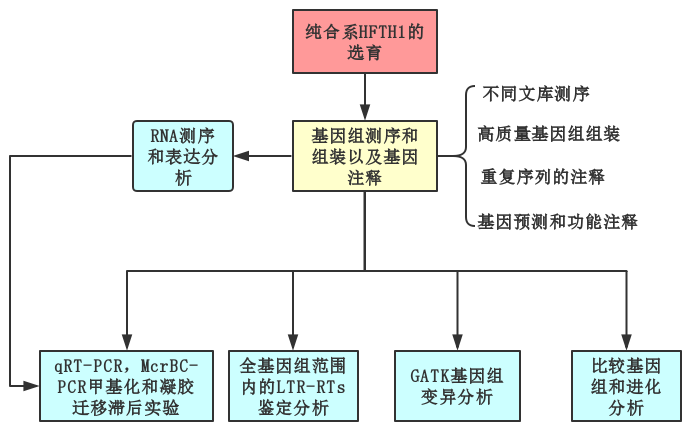 纯合系HFTH1的
选育
不同文库测序
RNA测序
和表达分
析
基因组测序和
组装以及基因
注释
高质量基因组组装
重复序列的注释
基因预测和功能注释
qRT-PCR，McrBC-
PCR甲基化和凝胶
迁移滞后实验
全基因组范围
内的LTR-RTs
鉴定分析
GATK基因组
变异分析
比较基因
组和进化
分析